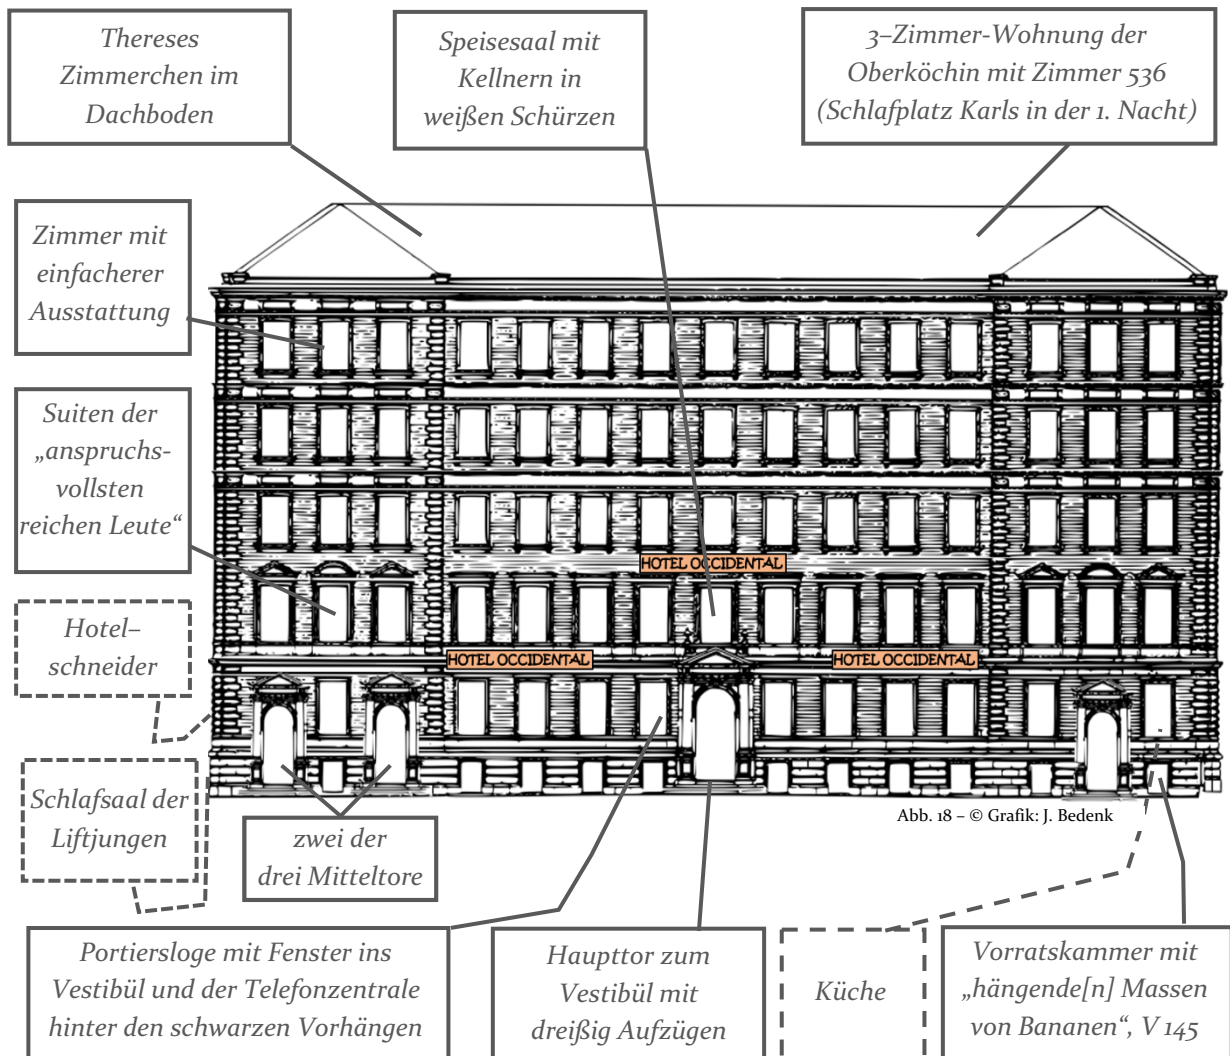 Thereses
Zimmerchen im
Dachboden
Speisesaal mit
Kellnern in
weißen Schürzen
3–Zimmer-Wohnung der
Oberköchin mit Zimmer 536
(Schlafplatz Karls in der 1. Nacht)
Zimmer mit
einfacherer
Ausstattung
Suiten der
„anspruchs-
vollsten
reichen Leute“
HOTEL OCCIDENTAL
Hotel–
schneider
HOTEL OCCIDENTAL
HOTEL OCCIDENTAL
Schlafsaal der
Liftjungen
zwei der
drei Mitteltore
Abb. 18 – © Grafik: J. Bedenk
Portiersloge mit Fenster ins
Vestibül und der Telefonzentrale
hinter den schwarzen Vorhängen
Haupttor zum
Vestibül mit
dreißig Aufzügen
Küche
Vorratskammer mit
„hängende[n] Massen
von Bananen“, V 145